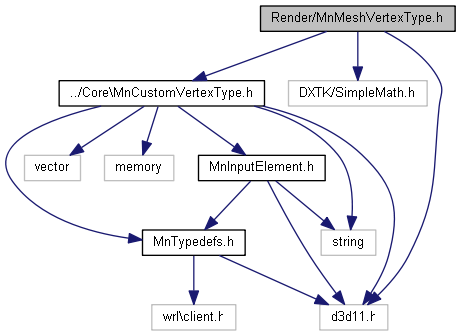 Render/MnMeshVertexType.h
../Core\MnCustomVertexType.h
DXTK/SimpleMath.h
vector
memory
MnInputElement.h
MnTypedefs.h
string
wrl\client.h
d3d11.h